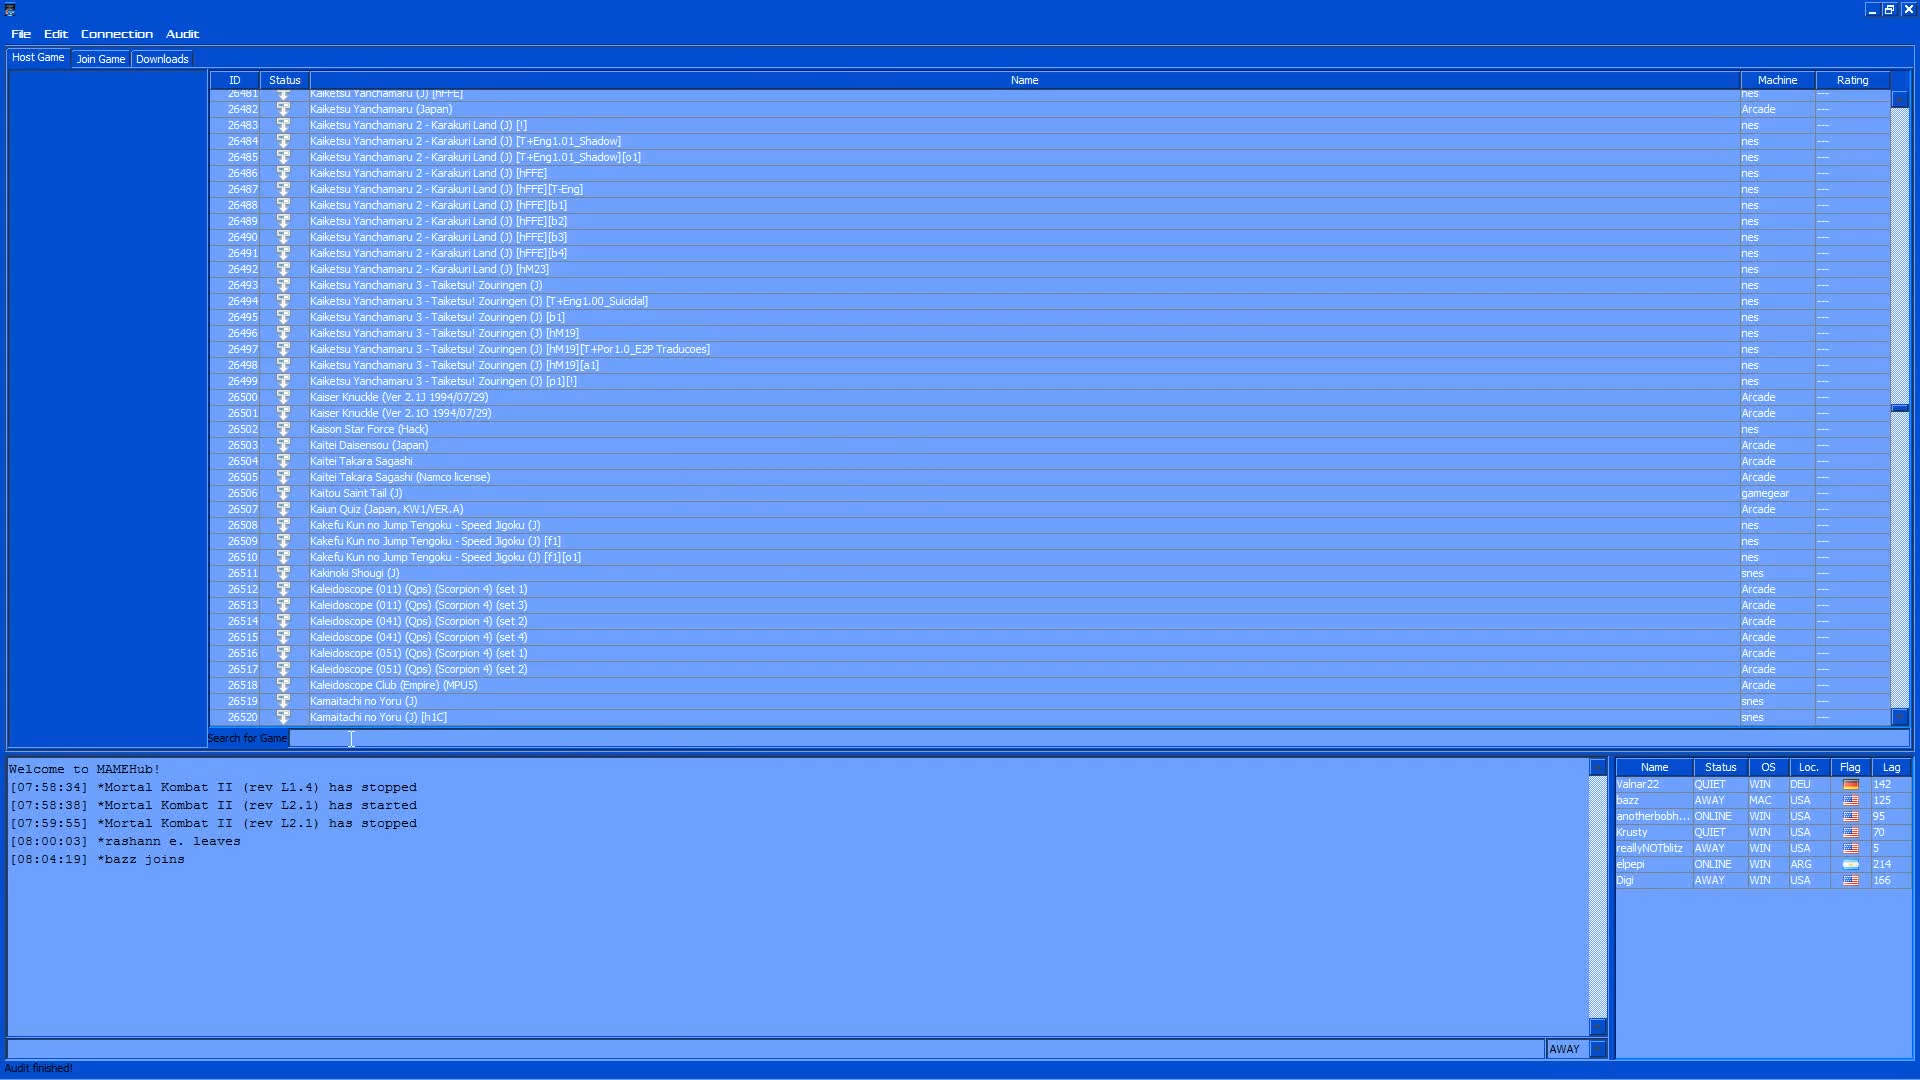 File Edit Connection Audit
Host Game Join Game Downloads
ID Status Name Machine Rating
26481 Kaiketsu Yanchamaru (J) [hFFE] nes ---
26482 Kaiketsu Yanchamaru (Japan) Arcade ---
26483 Kaiketsu Yanchamaru 2 - Karakuri Land (J) [!] nes ---
26484 Kaiketsu Yanchamaru 2 - Karakuri Land (J) [T+Eng1.01_Shadow] nes ---
26485 Kaiketsu Yanchamaru 2 - Karakuri Land (J) [T+Eng1.01_Shadow][o1] nes ---
26486 Kaiketsu Yanchamaru 2 - Karakuri Land (J) [hFFE] nes ---
26487 Kaiketsu Yanchamaru 2 - Karakuri Land (J) [hFFE][T-Eng] nes ---
26488 Kaiketsu Yanchamaru 2 - Karakuri Land (J) [hFFE][b1] nes ---
26489 Kaiketsu Yanchamaru 2 - Karakuri Land (J) [hFFE][b2] nes ---
26490 Kaiketsu Yanchamaru 2 - Karakuri Land (J) [hFFE][b3] nes ---
26491 Kaiketsu Yanchamaru 2 - Karakuri Land (J) [hFFE][b4] nes ---
26492 Kaiketsu Yanchamaru 2 - Karakuri Land (J) [hM23] nes ---
26493 Kaiketsu Yanchamaru 3 - Taiketsu! Zouringen (J) nes ---
26494 Kaiketsu Yanchamaru 3 - Taiketsu! Zouringen (J) [T+Eng1.00_Suicidal] nes ---
26495 Kaiketsu Yanchamaru 3 - Taiketsu! Zouringen (J) [b1] nes ---
26496 Kaiketsu Yanchamaru 3 - Taiketsu! Zouringen (J) [hM19] nes ---
26497 Kaiketsu Yanchamaru 3 - Taiketsu! Zouringen (J) [hM19][T+Por1.0_E2P Traducoes] nes ---
26498 Kaiketsu Yanchamaru 3 - Taiketsu! Zouringen (J) [hM19][a1] nes ---
26499 Kaiketsu Yanchamaru 3 - Taiketsu! Zouringen (J) [p1][!] nes ---
26500 Kaiser Knuckle (Ver 2.1J 1994/07/29) Arcade ---
26501 Kaiser Knuckle (Ver 2.1O 1994/07/29) Arcade ---
26502 Kaison Star Force (Hack) nes ---
26503 Kaitei Daisensou (Japan) Arcade ---
26504 Kaitei Takara Sagashi Arcade ---
26505 Kaitei Takara Sagashi (Namco license) Arcade ---
26506 Kaitou Saint Tail (J) gamegear ---
26507 Kaiun Quiz (Japan, KW1/VER.A) Arcade ---
26508 Kakefu Kun no Jump Tengoku - Speed Jigoku (J) nes ---
26509 Kakefu Kun no Jump Tengoku - Speed Jigoku (J) [f1] nes ---
26510 Kakefu Kun no Jump Tengoku - Speed Jigoku (J) [f1][o1] nes ---
26511 Kakinoki Shougi (J) snes ---
26512 Kaleidoscope (011) (Qps) (Scorpion 4) (set 1) Arcade ---
26513 Kaleidoscope (011) (Qps) (Scorpion 4) (set 3) Arcade ---
26514 Kaleidoscope (041) (Qps) (Scorpion 4) (set 2) Arcade ---
26515 Kaleidoscope (041) (Qps) (Scorpion 4) (set 4) Arcade ---
26516 Kaleidoscope (051) (Qps) (Scorpion 4) (set 1) Arcade ---
26517 Kaleidoscope (051) (Qps) (Scorpion 4) (set 2) Arcade ---
26518 Kaleidoscope Club (Empire) (MPU5) Arcade ---
26519 Kamaitachi no Yoru (J) snes ---
26520 Kamaitachi no Yoru (J) [h1C] snes ---
Search for Game
Welcome to MAMEHub!
[07:58:34] *Mortal Kombat II (rev L1.4) has stopped
[07:58:38] *Mortal Kombat II (rev L2.1) has started
[07:59:55] *Mortal Kombat II (rev L2.1) has stopped
[08:00:03] *rashann e. leaves
[08:04:19] *bazz joins
Name Status OS Loc. Flag Lag
Valnar22 QUIET WIN DEU 142
bazz AWAY MAC USA 125
anotherbobh... ONLINE WIN USA 95
Krusty QUIET WIN USA 70
reallyNOTblitz AWAY WIN USA 5
elpepi ONLINE WIN ARG 214
Digi AWAY WIN USA 166
AWAY
Audit finished!